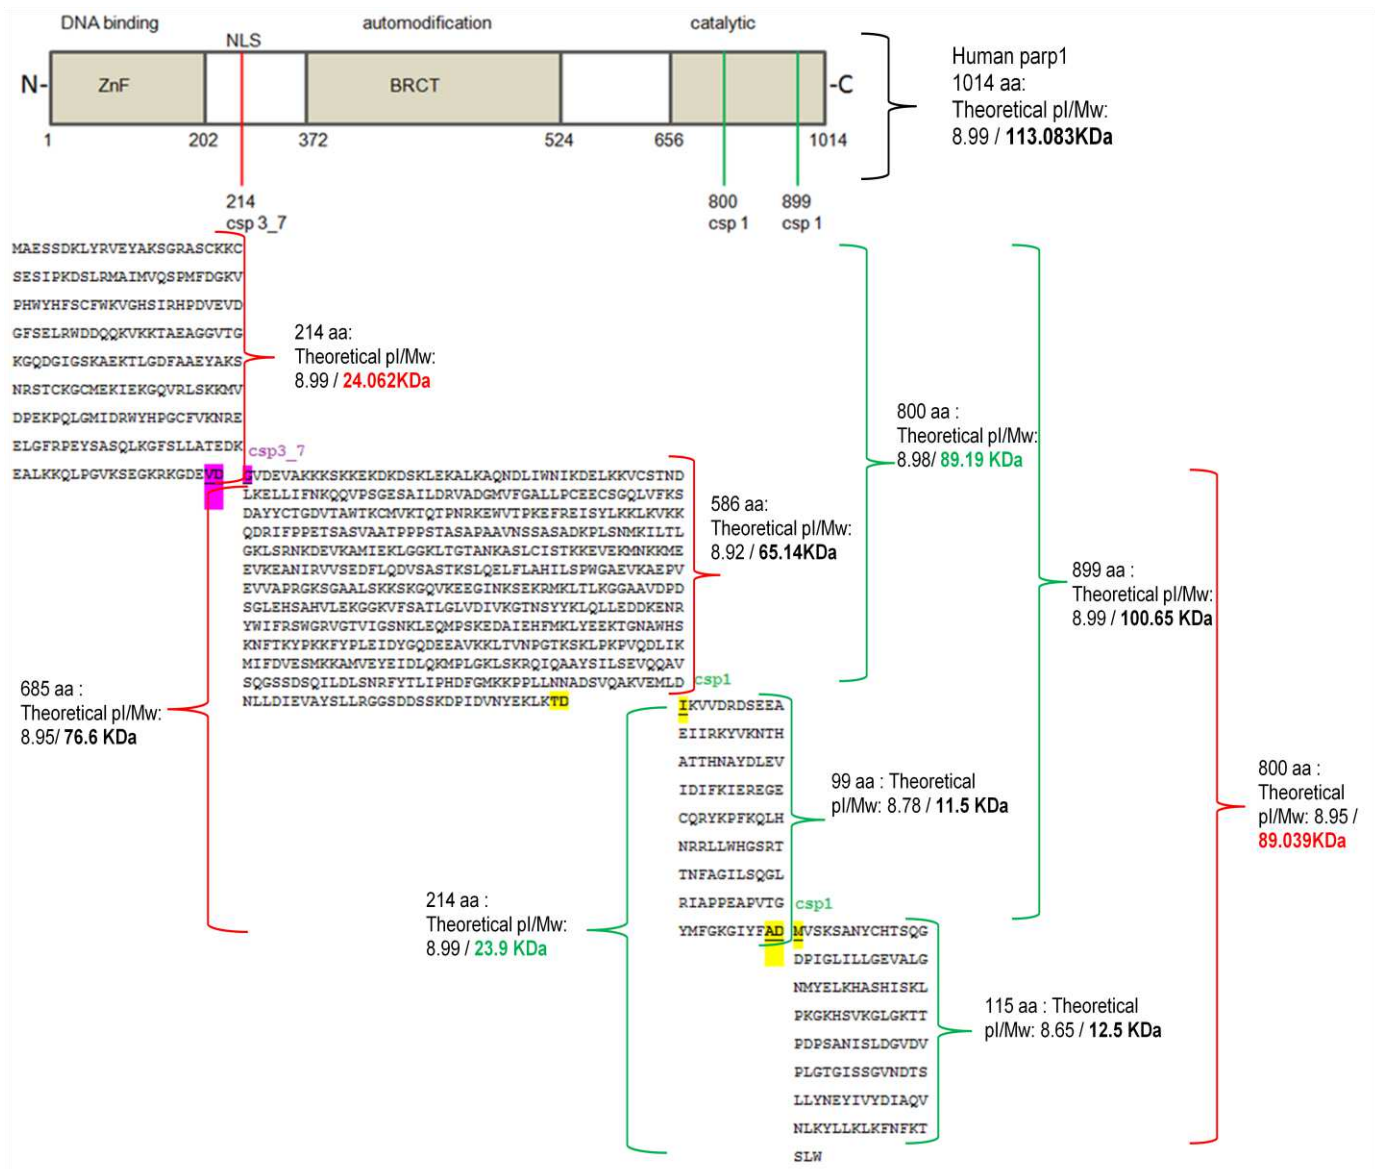 DNA binding
automodification
catalytic
NLS
N-
ZnF
BRCT
-C
1
202
372
524
656
1014
214
csp 3_7
800
csp 1
899
csp 1
Human parp1
1014 aa:
Theoretical pI/Mw:
8.99 / 113.083KDa
MAESSDKLYRVEYAKSGRASCKKC
SESIPKDSLRMAIMVQSPMFDGKV
PHWYHFSCFWKVGHSIRHPDVEVD
GFSELRWDDQQKVKKTAEAGGVTG
KGQDGIGSKAEKTLGDFAAEYAKS
NRSTCKGCMEKIEKGQVRLSKKMV
DPEKPQLGMIDRWYHPGCFVKNRE
ELGFRPEYSASQLKGFSLLATEDK
EALKKQLPGVKSEGKRKGDEVD
214 aa:
Theoretical pI/Mw:
8.99 / 24.062KDa
csp3_7
GVDEVAKKKSKKEKDKDSKLEKALKAQNDLIWNIKDELKKVCSTND
LKELLIFNKQQVPSGESAILDRVADGMVFGALLPCEECSGQLVFKS
DAYYCTGDVTAWTKCMVKTQTPNRKEWVTPKEFREISYLKKLKVKK
QDRIFPPETSASVAATPPPSTASAPAAVNSSASADKPLSNMKILTL
GKLSRNKDEVKAMIEKLGGKLTGTANKASLCISTKKEVEKMNKKME
EVKEANIRVVSEDFLQDVSASTKSLQELFLAHILSPWGAEVKAEPV
EVVAPRGKSGAALSKKSKGQVKEEGINKSEKRMKLTLKGGAAVDPD
SGLEHSAHVLEKGGKVFSATLGLVDIVKGTNSYYKLQLLEDDKENR
YWIFRSWGRVGTVIGSNKLEQMPSKEDAIEHFMKLYEEKTGNAWHS
KNFTKYPKKFYPLEIDYGQDEEAVKKLTVNPGTKSKLPKPVQDLIK
MIFDVESMKKAMVEYEIDLQKMPLGKLSKRQIQAAYSILSEVQQAV
SQGSSDSQILDLSNRFYTLIPHDFGMKKPPLLNNADSVQAKVEMLD
NLLDIEVAYSLLRGGSDDSSKDPIDVNYEKLKTD
586 aa:
Theoretical pI/Mw:
8.92 / 65.14KDa
800 aa :
Theoretical pI/Mw:
8.98/ 89.19 KDa
899 aa :
Theoretical pI/Mw:
8.99 / 100.65 KDa
685 aa :
Theoretical pI/Mw:
8.95/ 76.6 KDa
csp1
IKVVDRDSEEA
EIIRKYVKNTH
ATTHNAYDLEV
IDIFKIEREGE
CQRYKPFKQLH
NRRLLWHGSRT
TNFAGILSQGL
RIAPPEAPVTG
YMFGKGIYFAD
99 aa : Theoretical
pI/Mw: 8.78 / 11.5 KDa
800 aa :
Theoretical
pI/Mw: 8.95 /
89.039KDa
214 aa :
Theoretical pI/Mw:
8.99 / 23.9 KDa
csp1
MVSKSANYCHTSQG
DPIGLILLGEVALG
NMYELKHASHISKL
PKGKHSVKGLGKTT
PDPSANISLDGVDV
PLGTGISSGVNDTS
LLYNEYIVYDIAQV
NLKYLLKLKFNFKT
SLW
115 aa : Theoretical
pI/Mw: 8.65 / 12.5 KDa